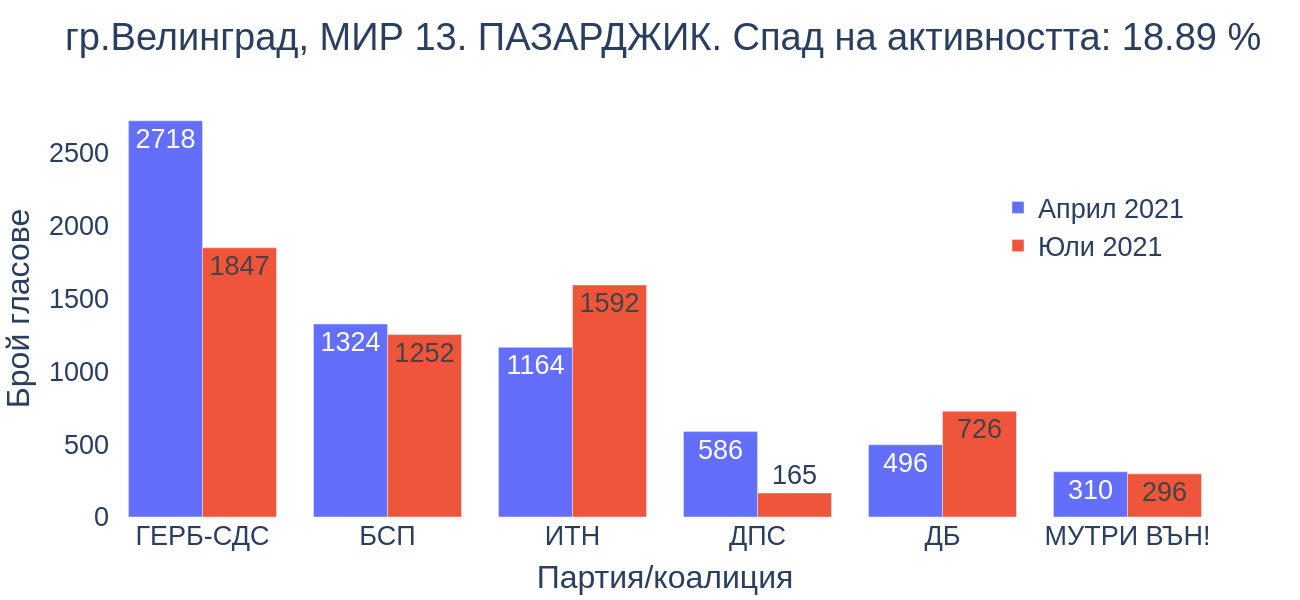 гр.Велинград, МИР 13. ПАЗАРДЖИК. Спад на активността: 18.89 %
Брой гласове
2500
2000
1500
1000
500
0
2718
1847
1324
1252
1164
1592
586
165
496
726
310
296
Април 2021
Юли 2021
ГЕРБ-СДС
БСП
ИТН
ДПС
ДБ
МУТРИ ВЪН!
Партия/коалиция